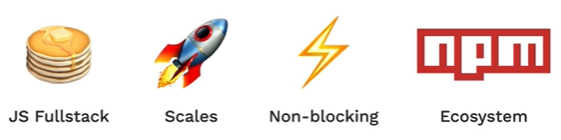 npm
JS Fullstack
Scales
Non-blocking
Ecosystem